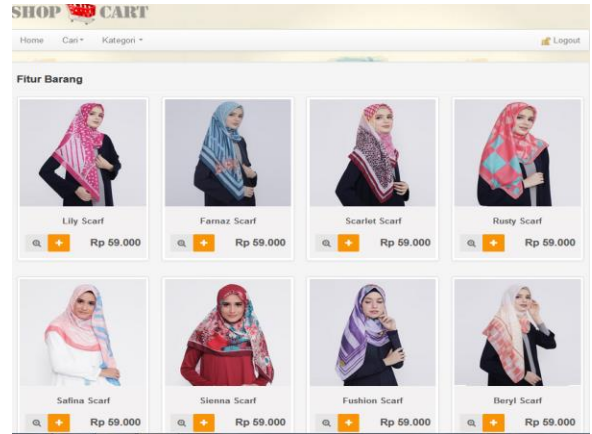 SHOP CART
Home Cari Kategori Logout
Fitur Barang
Lily Scarf Farnaz Scarf Scarlet Scarf Rusty Scarf
+ Rp 59.000 + Rp 59.000 + Rp 59.000 + Rp 59.000
Safina Scarf Sienna Scarf Fushion Scarf Beryl Scarf
+ Rp 59.000 + Rp 59.000 + Rp 59.000 + Rp 59.000